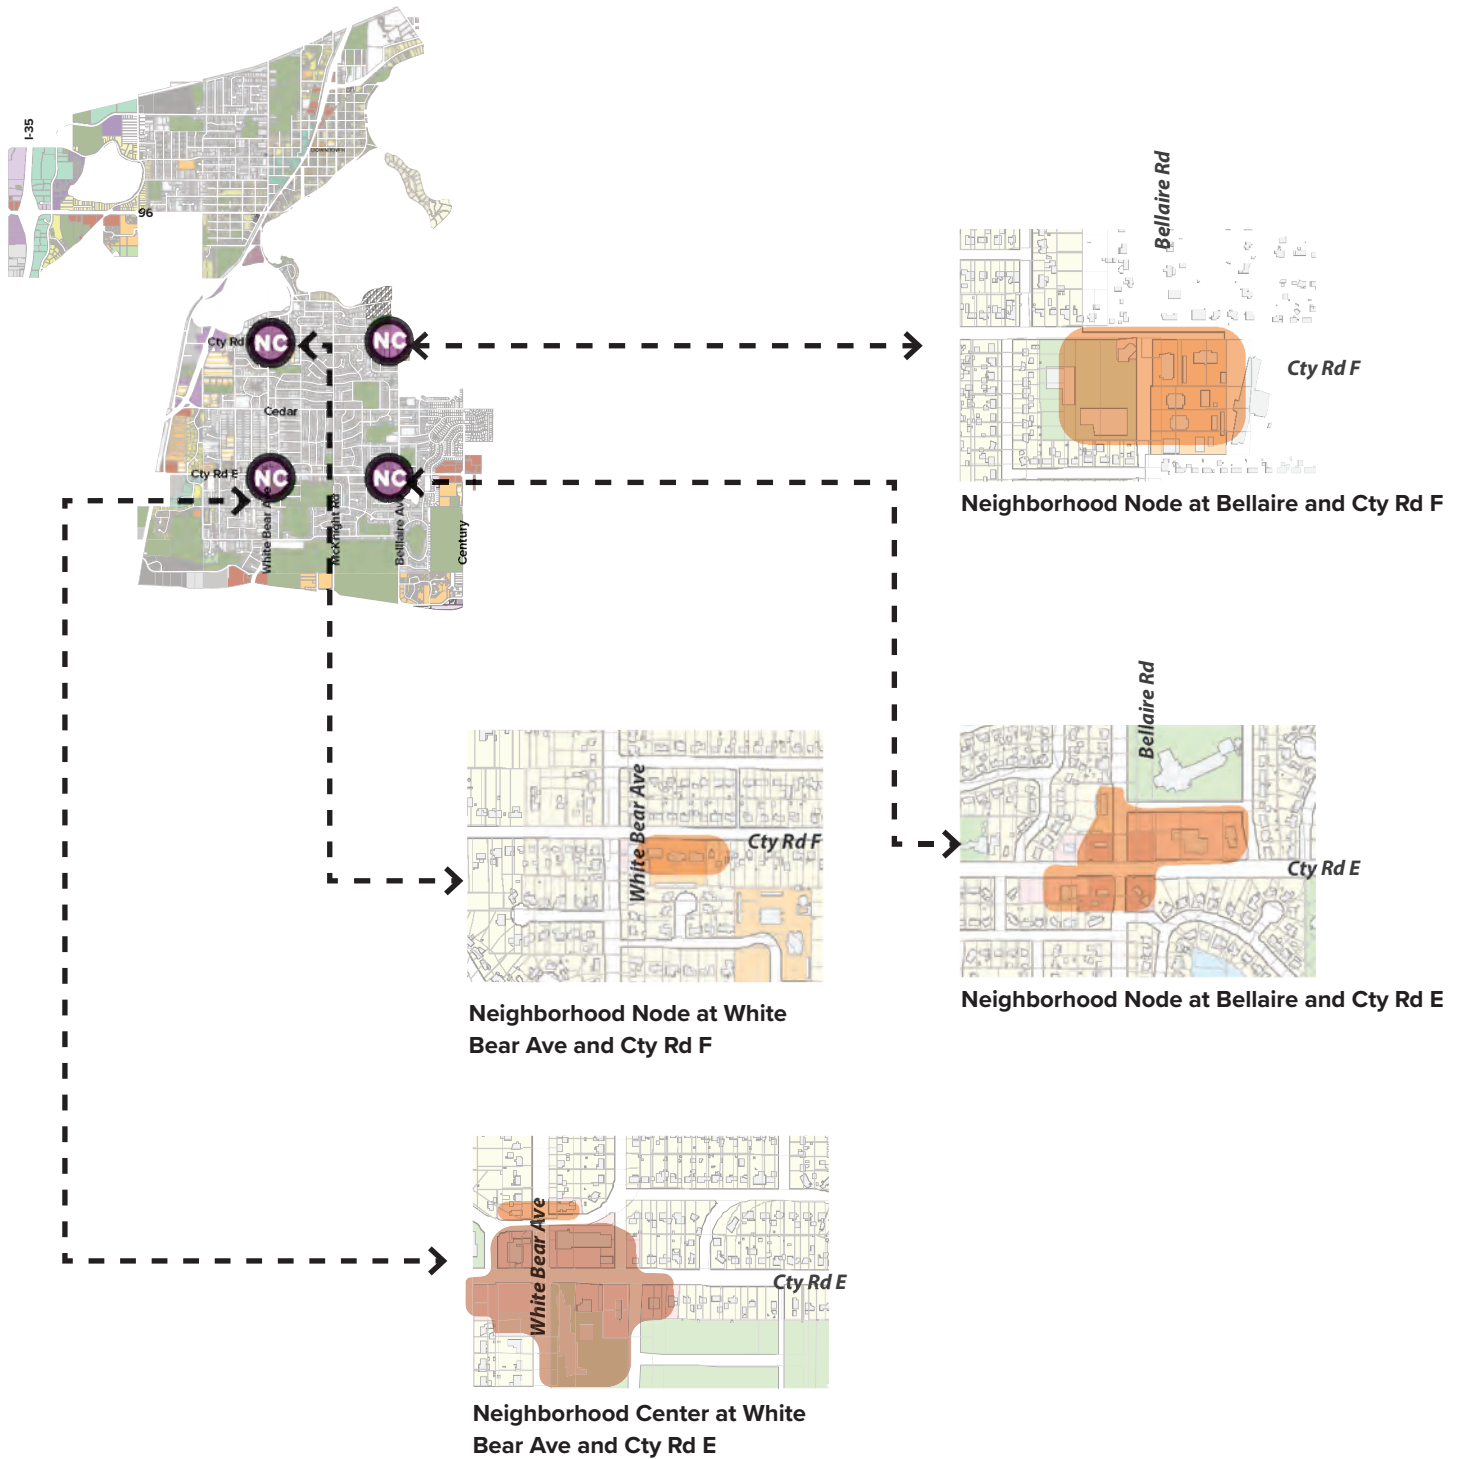 I-35
DOWNTOWN
96
Cty Rd
NC
NC
Cedar
Cty Rd E
NC
NC
White Bear Ave
McKnight Rd
Belllaire Ave
Century
Bellaire Rd
Cty Rd F
Neighborhood Node at Bellaire and Cty Rd F
White Bear Ave
Cty Rd F
Neighborhood Node at White
Bear Ave and Cty Rd F
Bellaire Rd
Cty Rd E
Neighborhood Node at Bellaire and Cty Rd E
White Bear Ave
Cty Rd E
Neighborhood Center at White
Bear Ave and Cty Rd E